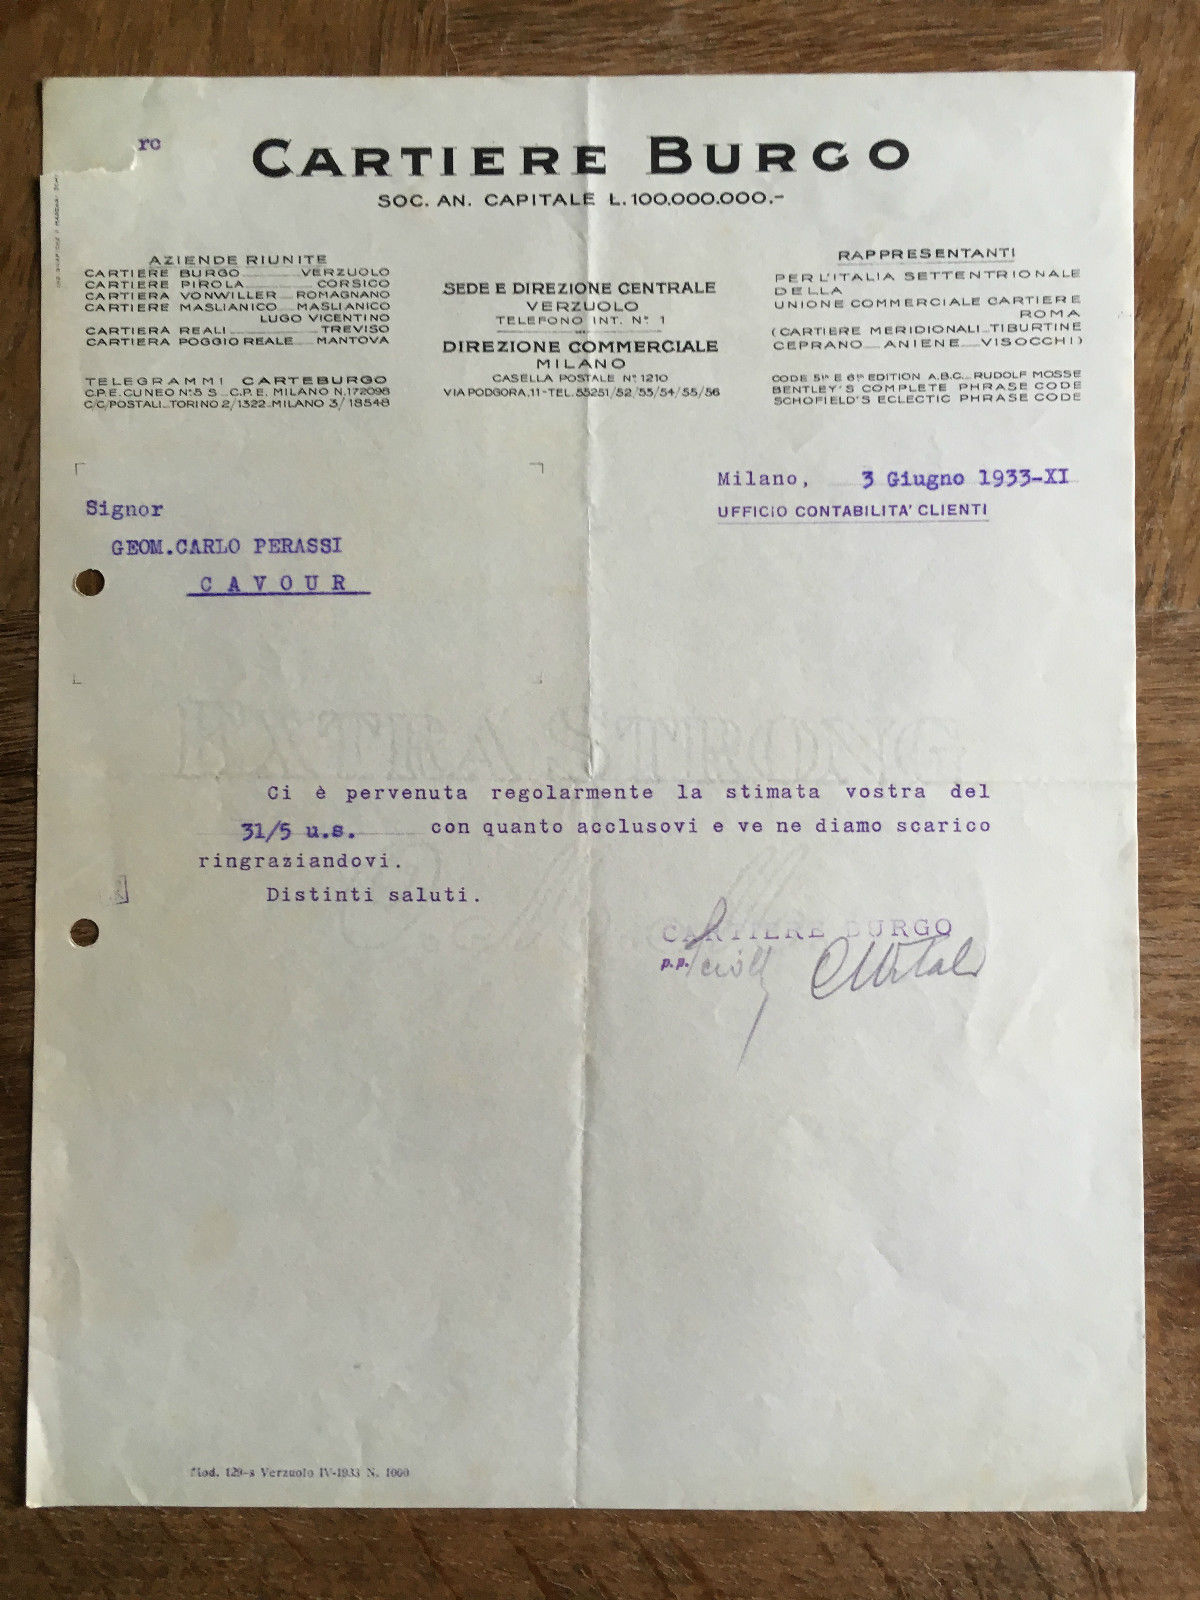 rc
CARTIERE BURGO
SOC. AN. CAPITALE L. 100.000.000.-
AZIENDE RIUNITE
CARTIERE BURGO VERZUOLO
CARTIERE PIROLA CORSICO
CARTIERA VONWILLER ROMAGNANO
CARTIERE MASLIANICO MASLIANICO
LUGO VICENTINO
CARTIERA REALI TREVISO
CARTIERA POGGIO REALE MANTOVA
TELEGRAMMI CARTEBURGO
C.P.E. CUNEO N° 5 S _ C.P.E. MILANO N. 172098
C/C/POSTALI _ TORINO 2/1322 _ MILANO 3/18548
SEDE E DIREZIONE CENTRALE
VERZUOLO
TELEFONO INT. N° 1
DIREZIONE COMMERCIALE
MILANO
CASELLA POSTALE N° 1210
VIA PODGORA, 11 - TEL. 55251/52/53/54/55/56
RAPPRESENTANTI
PER L'ITALIA SETTENTRIONALE
DELLA
UNIONE COMMERCIALE CARTIERE
ROMA
(CARTIERE MERIDIONALI _ TIBURTINE
CEPRANO _ ANIENE _ VISOCCHI)
CODE 5th E 6th EDITION A.B.C. _ RUDOLF MOSSE
BENTLEY'S COMPLETE PHRASE CODE
SCHOFIELD'S ECLECTIC PHRASE CODE
Milano, 3 Giugno 1933-XI
UFFICIO CONTABILITA' CLIENTI
Signor
GEOM.CARLO PERASSI
CAVOUR
EXTRA STRONG
Ci è pervenuta regolarmente la stimata vostra del
31/5 u.s. con quanto acclusovi e ve ne diamo scarico
ringraziandovi.
Distinti saluti.
CARTIERE BURGO
p.p.
Mod. 129-s Verzuolo IV-1933 N. 1000